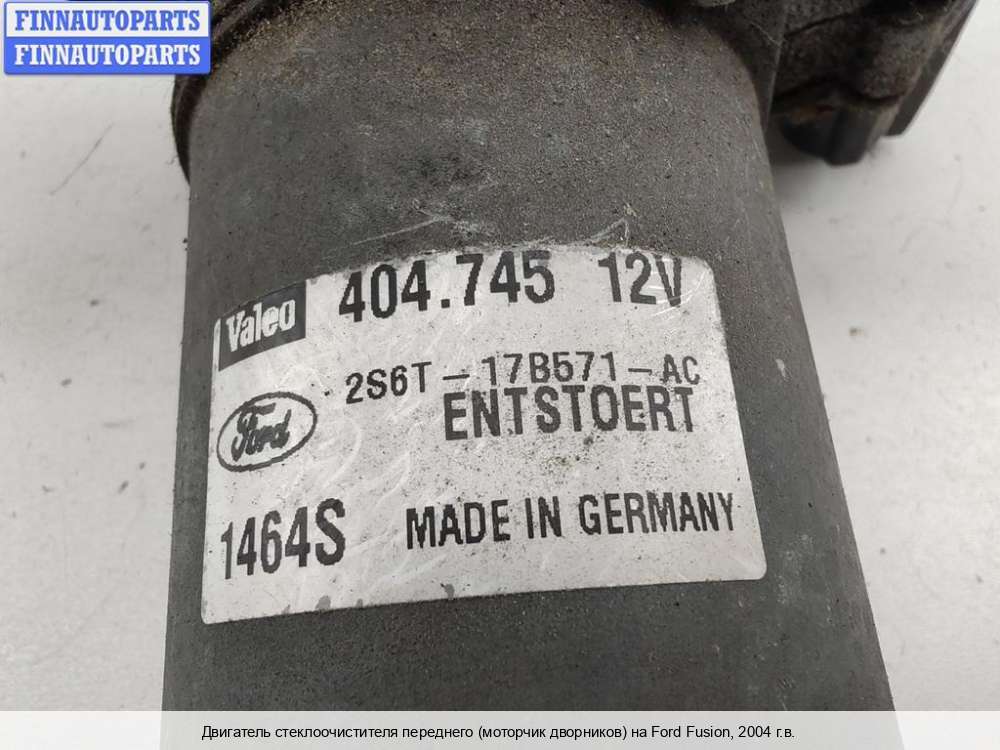 FINNAUTOPARTS
FINNAUTOPARTS
Valeo 404.745 12V
2S6T-17B571-AC
Ford ENTSTOERT
1464S MADE IN GERMANY
Двигатель стеклоочистителя переднего (моторчик дворников) на Ford Fusion, 2004 г.в.